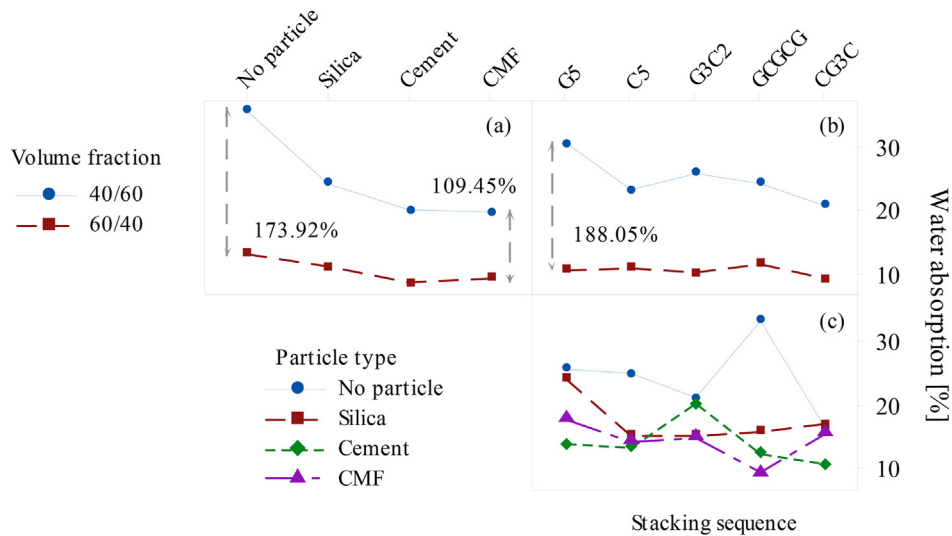 No particle
Silica
Cement
CMF
G5
C5
G3C2
GCGCG
CG3C
(a)
(b)
Volume fraction
40/60
60/40
109.45%
173.92%
188.05%
30
20
10
Water absorption [%]
(c)
30
20
10
Particle type
No particle
Silica
Cement
CMF
Stacking sequence